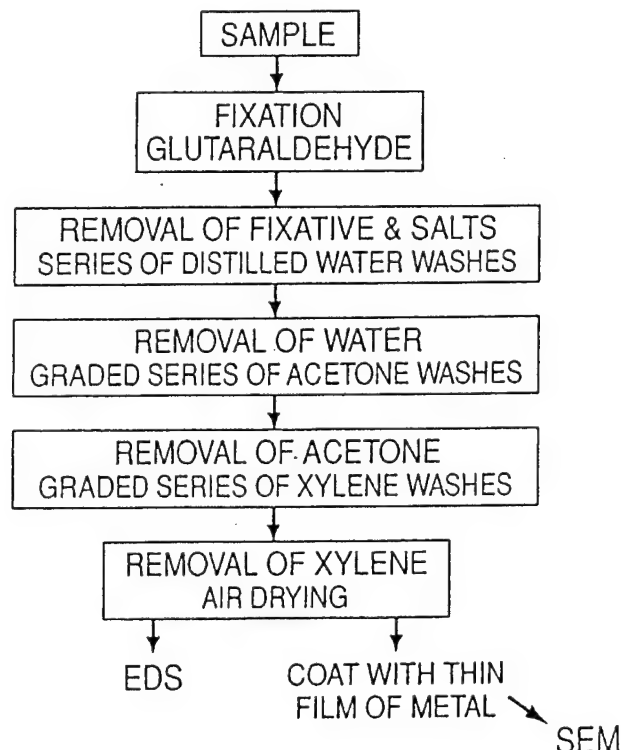 SAMPLE
FIXATION
GLUTARALDEHYDE
REMOVAL OF FIXATIVE & SALTS
SERIES OF DISTILLED WATER WASHES
REMOVAL OF WATER
GRADED SERIES OF ACETONE WASHES
REMOVAL OF ACETONE
GRADED SERIES OF XYLENE WASHES
REMOVAL OF XYLENE
AIR DRYING
EDS
COAT WITH THIN
FILM OF METAL
SEM